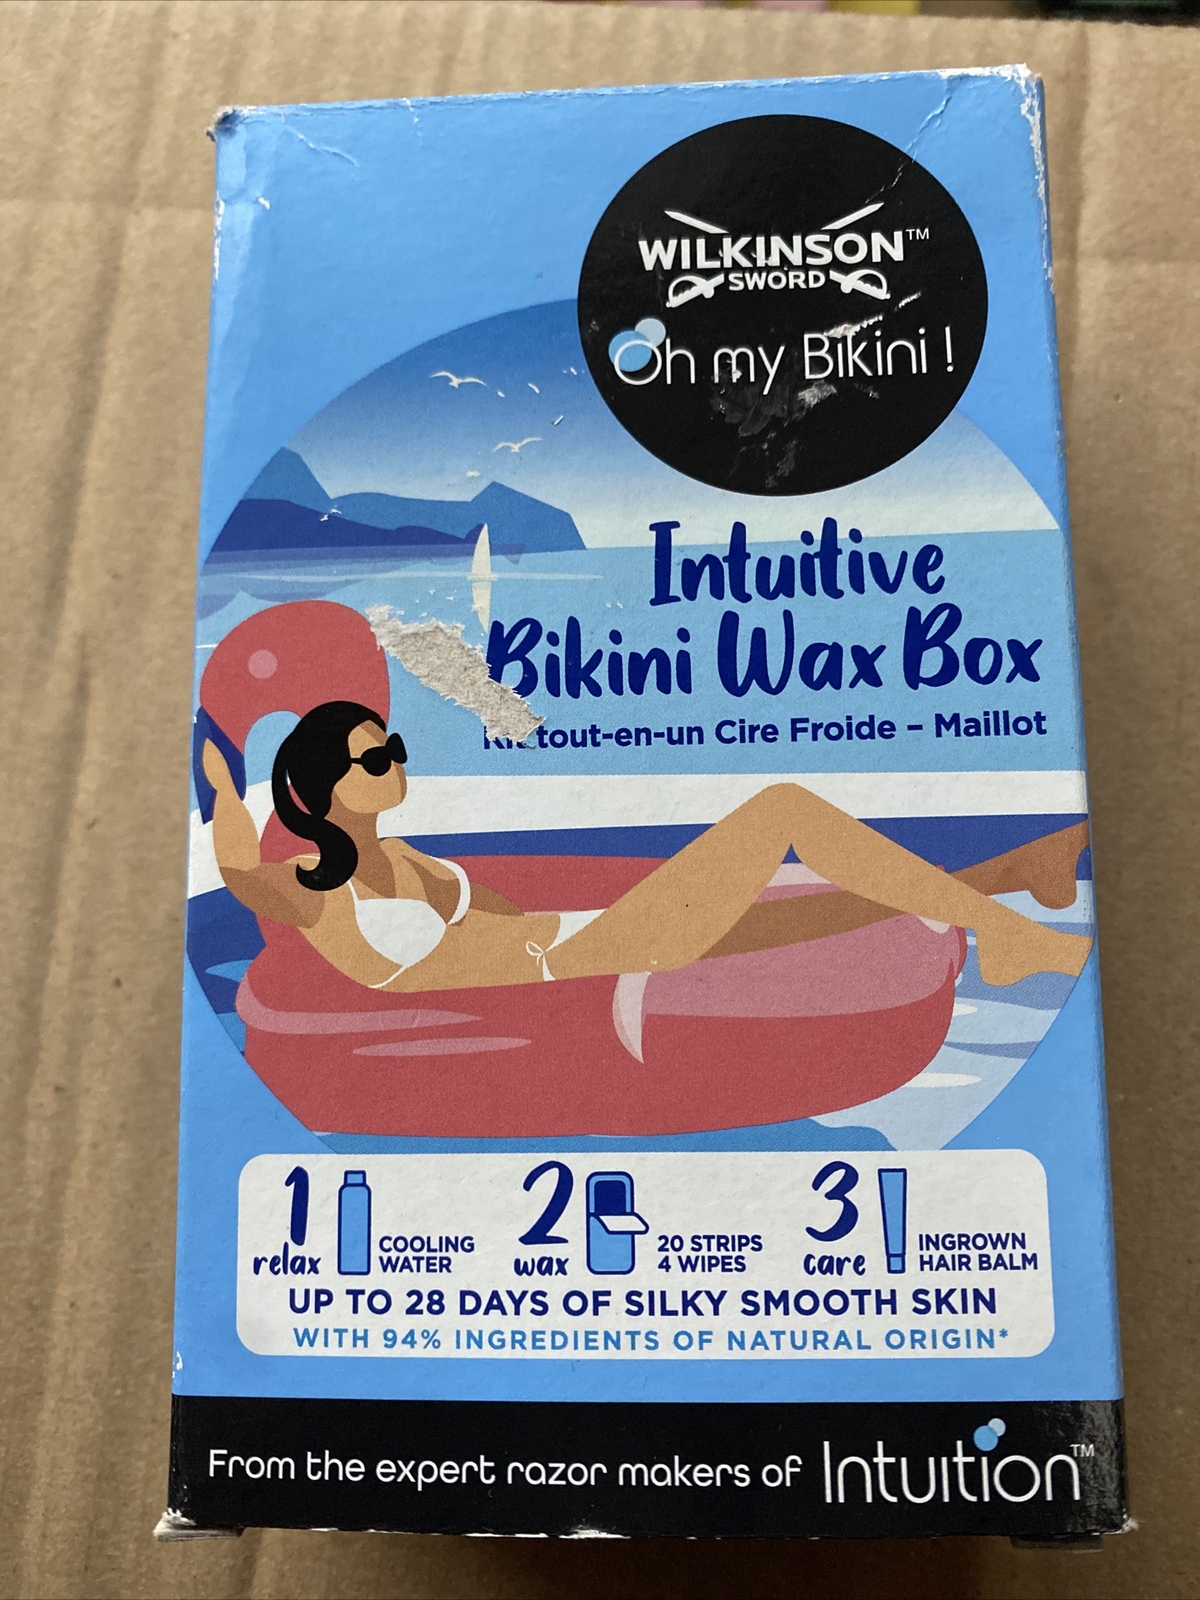 WILKINSON™
SWORD
Oh my Bikini !
Intuitive
Bikini Wax Box
tout-en-un Cire Froide – Maillot
1
relax
COOLING
WATER
2
wax
20 STRIPS
4 WIPES
3
care
INGROWN
HAIR BALM
UP TO 28 DAYS OF SILKY SMOOTH SKIN
WITH 94% INGREDIENTS OF NATURAL ORIGIN*
From the expert razor makers of Intuition™